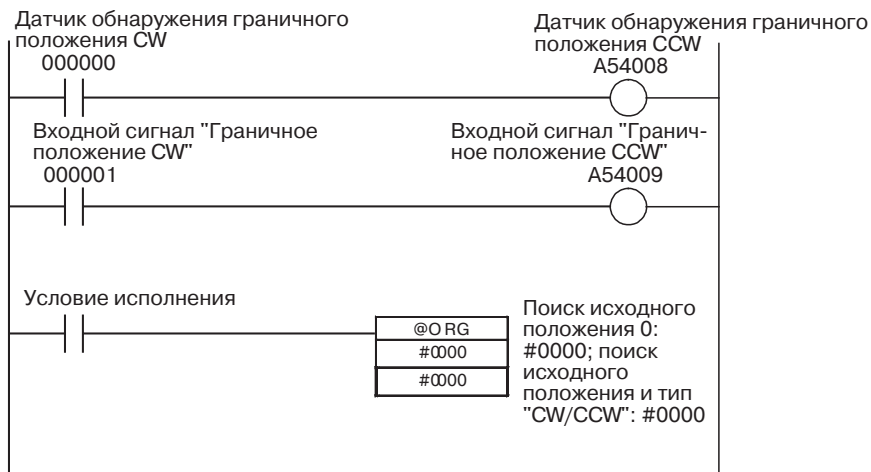 Датчик обнаружения граничного
положения CW
000000
Датчик обнаружения граничного
положения CCW
A54008
Входной сигнал "Граничное
положение CW"
000001
Входной сигнал "Гранич-
ное положение CCW"
A54009
Условие исполнения
@ORG
#0000
#0000
Поиск исходного
положения 0:
#0000; поиск
исходного
положения и тип
"CW/CCW": #0000